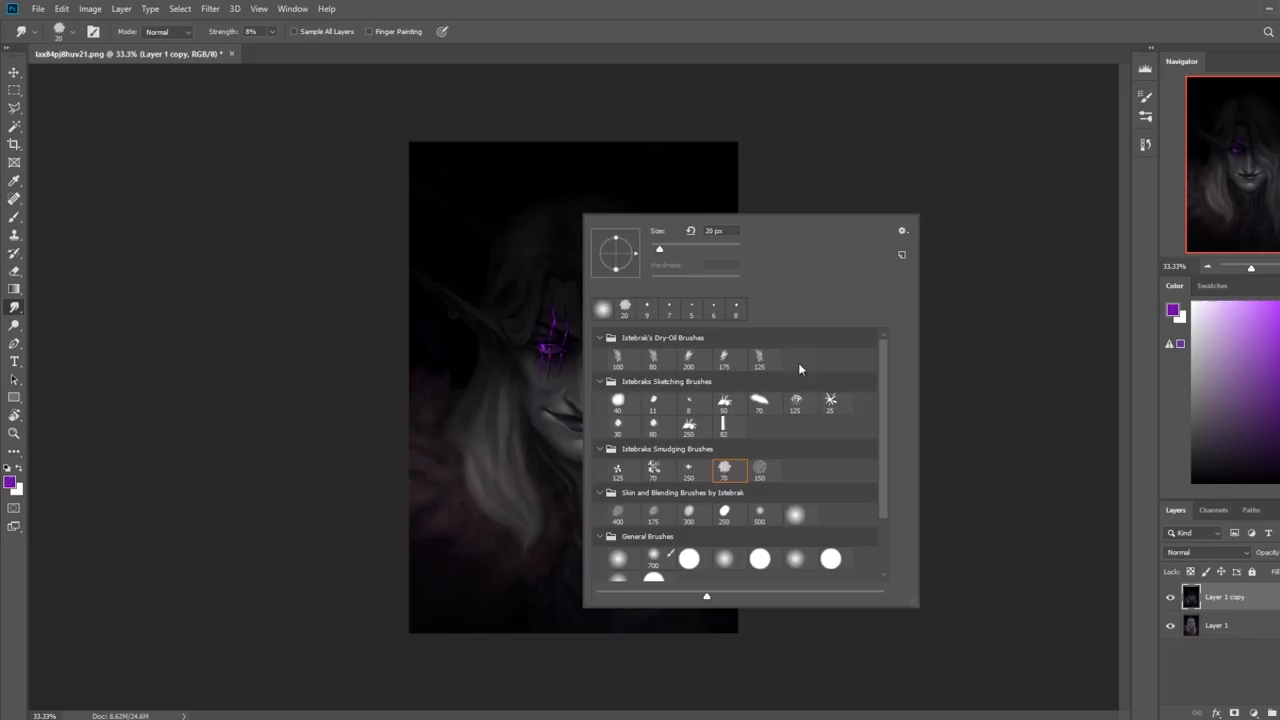 Ps File Edit Image Layer Type Select Filter 3D View Window Help
20 Mode: Normal Strength: 8% Sample All Layers Finger Painting
lax84pj8huv21.png @ 33.3% (Layer 1 copy, RGB/8) * ×
Navigator
Size: 20 px
Hardness:
33.33%
Color Swatches
20 9 7 5 6 8
Istebrak's Dry-Oil Brushes
100 80 200 175 125
Istebraks Sketching Brushes
40 11 8 50 70 125 25
30 80 250 82
Istebraks Smudging Brushes
125 70 250 70 150
Skin and Blending Brushes by Istebrak
400 175 300 250 500
General Brushes
700
Layers Channels Paths
Kind
Normal Opacity
Lock: Fil
Layer 1 copy
Layer 1
33.33% Doc: 8.62M/24.6M